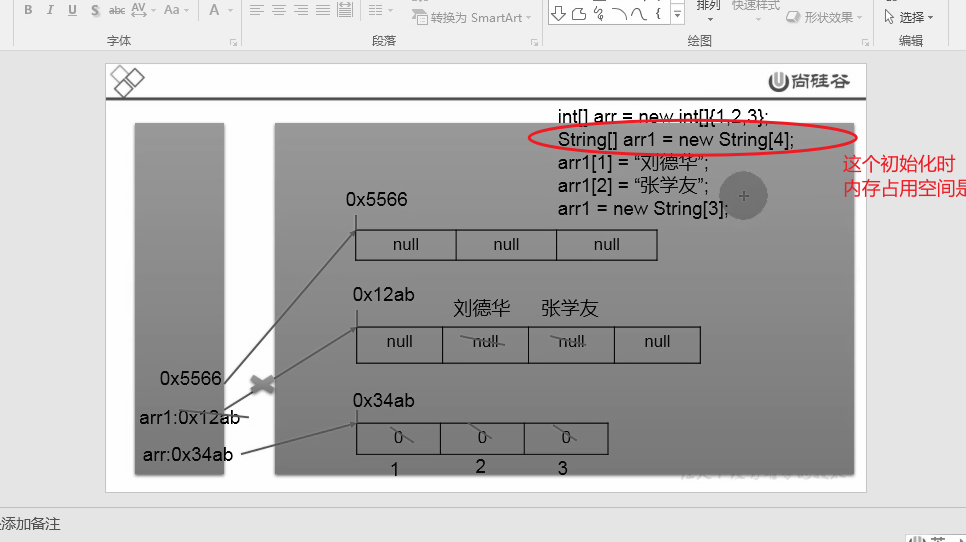 B I U S abc AV Aa A
转换为 SmartArt
排列
快速样式
形状效果
选择
字体
段落
绘图
编辑
尚硅谷
int[] arr = new int[]{1,2,3};
String[] arr1 = new String[4];
arr1[1] = “刘德华”;
arr1[2] = “张学友”;
arr1 = new String[3];
这个初始化时
内存占用空间是
0x5566
null null null
0x12ab
刘德华 张学友
null null null null
0x5566
0x34ab
arr1:0x12ab
arr:0x34ab
0 0 0
1 2 3
添加备注
英